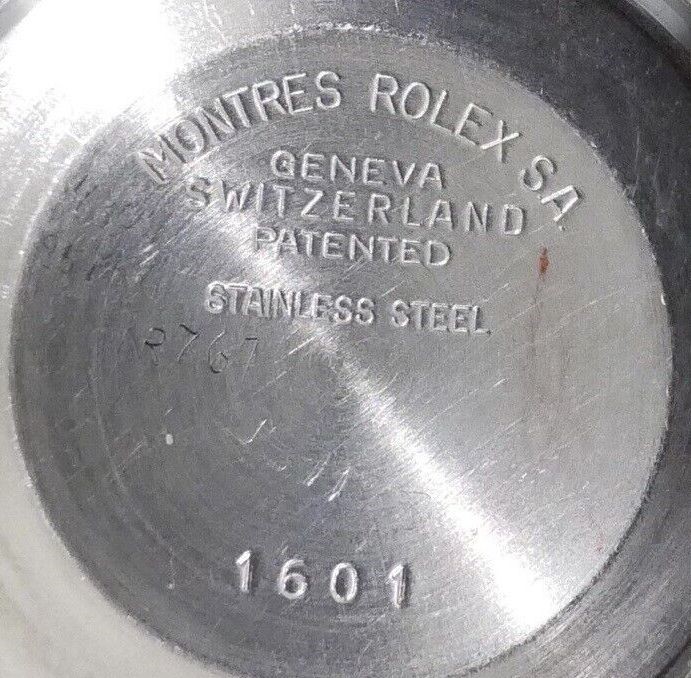 MONTRES ROLEX S.A.
GENEVA
SWITZERLAND
PATENTED
STAINLESS STEEL
1601